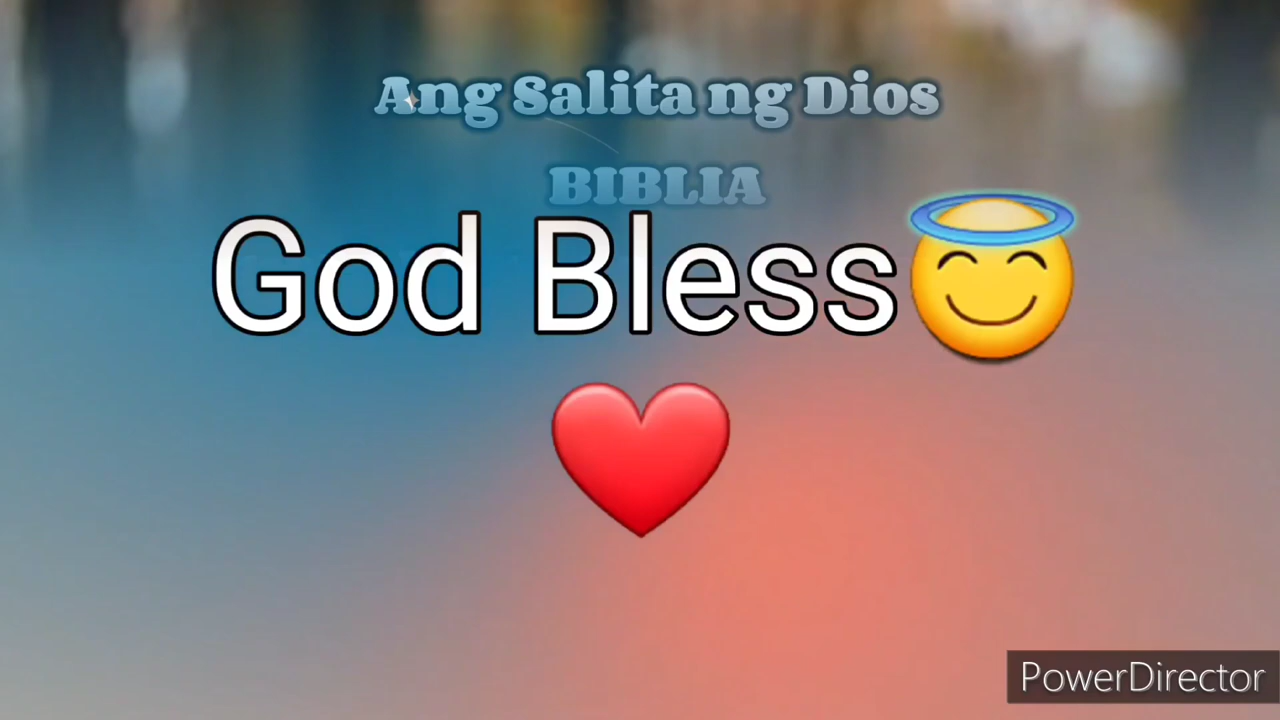 Ang Salita ng Dios
BIBLIA
God Bless😇
❤️
PowerDirector